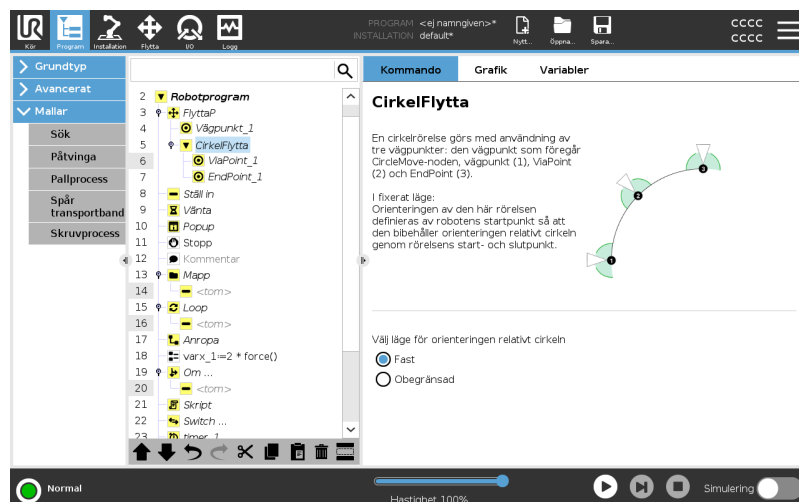 PROGRAM <ej namngiven>*
INSTALLATION default*
cccc
cccc
Kör
Program
Installation
Flytta
I/O
Logg
Nytt...
Öppna...
Spara...
Grundtyp
Avancerat
Mallar
Sök
Påtvinga
Pallprocess
Spår
transportband
Skruvprocess
2 Robotprogram
3 FlyttaP
4 Vägpunkt_1
5 CirkelFlytta
6 ViaPoint_1
7 EndPoint_1
8 Ställ in
9 Vänta
10 Popup
11 Stopp
12 Kommentar
13 Mapp
14 <tom>
15 Loop
16 <tom>
17 Anropa
18 varx_1:=2 * force()
19 Om ...
20 <tom>
21 Skript
22 Switch ...
23 timer_1
Kommando
Grafik
Variabler
CirkelFlytta
En cirkelrörelse görs med användning av
tre vägpunkter: den vägpunkt som föregår
CircleMove-noden, vägpunkt (1), ViaPoint
(2) och EndPoint (3).
I fixerat läge:
Orienteringen av den här rörelsen
definieras av robotens startpunkt så att
den bibehåller orienteringen relativt cirkeln
genom rörelsens start- och slutpunkt.
3
2
1
Välj läge för orienteringen relativt cirkeln
Fast
Obegränsad
Normal
Hastighet 100%
Simulering